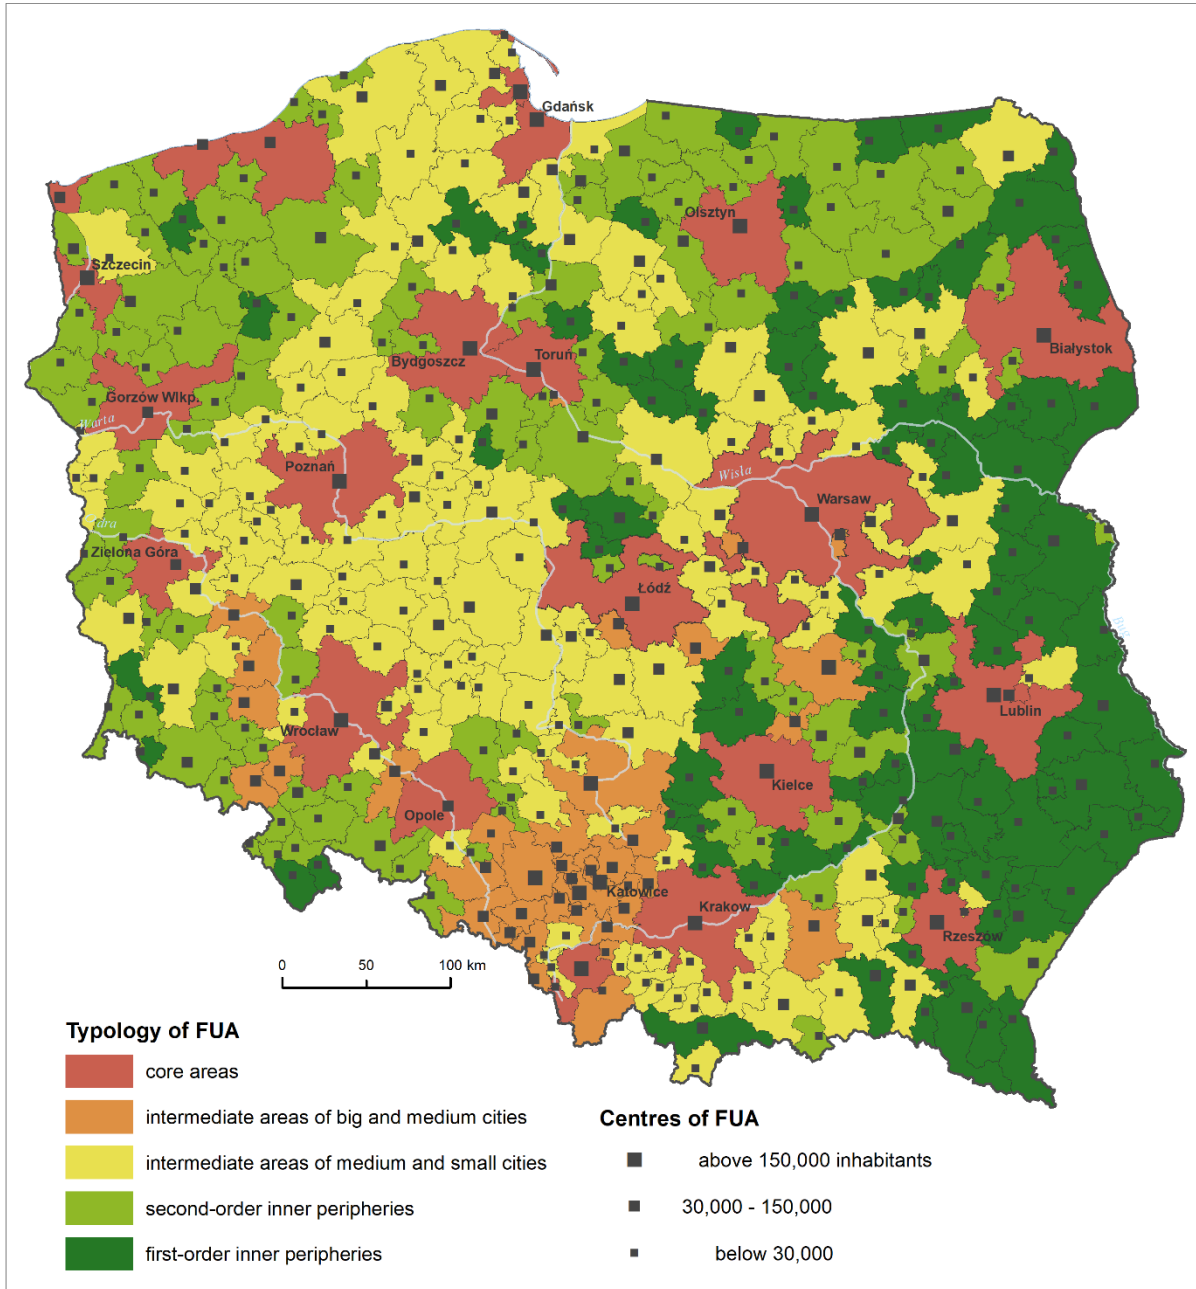 Gdańsk
Olsztyn
Szczecin
Białystok
Bydgoszcz
Toruń
Gorzów Wlkp.
Warta
Poznań
Wisła
Warsaw
Odra
Zielona Góra
Łódź
Bug
Lublin
Wrocław
Kielce
Opole
Katowice
Krakow
Rzeszów
0 50 100 km
Typology of FUA
core areas
intermediate areas of big and medium cities
intermediate areas of medium and small cities
second-order inner peripheries
first-order inner peripheries
Centres of FUA
above 150,000 inhabitants
30,000 - 150,000
below 30,000